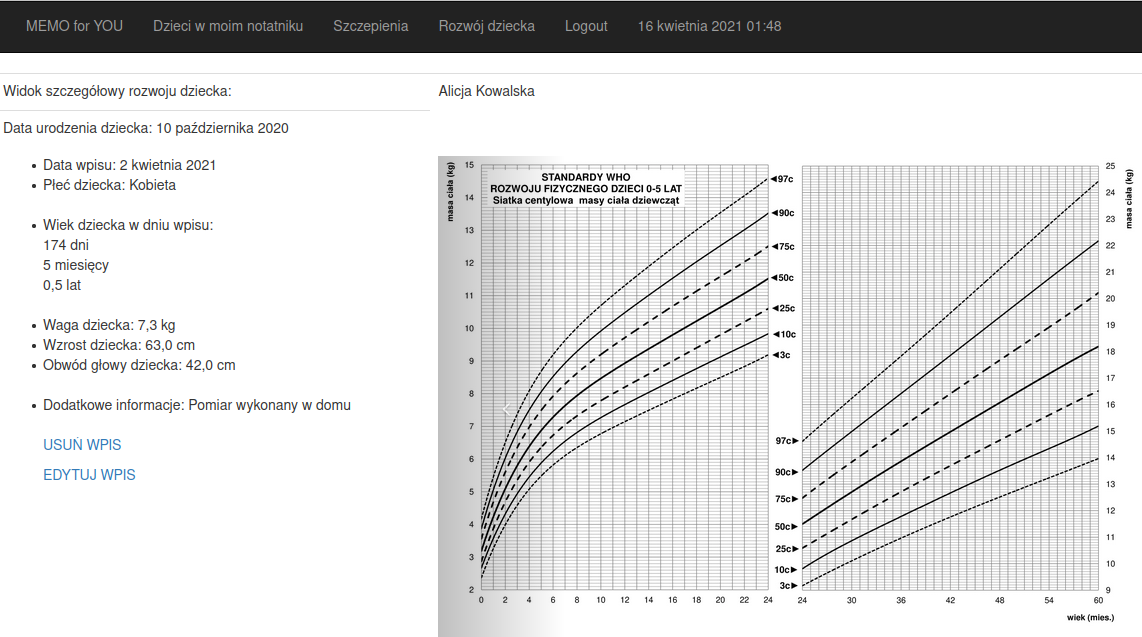 MEMO for YOU Dzieci w moim notatniku Szczepienia Rozwój dziecka Logout 16 kwietnia 2021 01:48
Widok szczegółowy rozwoju dziecka:
Data urodzenia dziecka: 10 października 2020
Data wpisu: 2 kwietnia 2021
Płeć dziecka: Kobieta
Wiek dziecka w dniu wpisu:
174 dni
5 miesięcy
0,5 lat
Waga dziecka: 7,3 kg
Wzrost dziecka: 63,0 cm
Obwód głowy dziecka: 42,0 cm
Dodatkowe informacje: Pomiar wykonany w domu
USUŃ WPIS
EDYTUJ WPIS
Alicja Kowalska
STANDARDY WHO
ROZWOJU FIZYCZNEGO DZIECI 0-5 LAT
Siatka centylowa masy ciała dziewcząt
masa ciała (kg)
15
14
13
12
11
10
9
8
7
6
5
4
3
2
0 2 4 6 8 10 12 14 16 18 20 22 24
97c
90c
75c
50c
25c
10c
3c
97c
90c
75c
50c
25c
10c
3c
25
24
23
22
21
20
19
18
17
16
15
14
13
12
11
10
9
masa ciała (kg)
24 30 36 42 48 54 60
wiek (mies.)